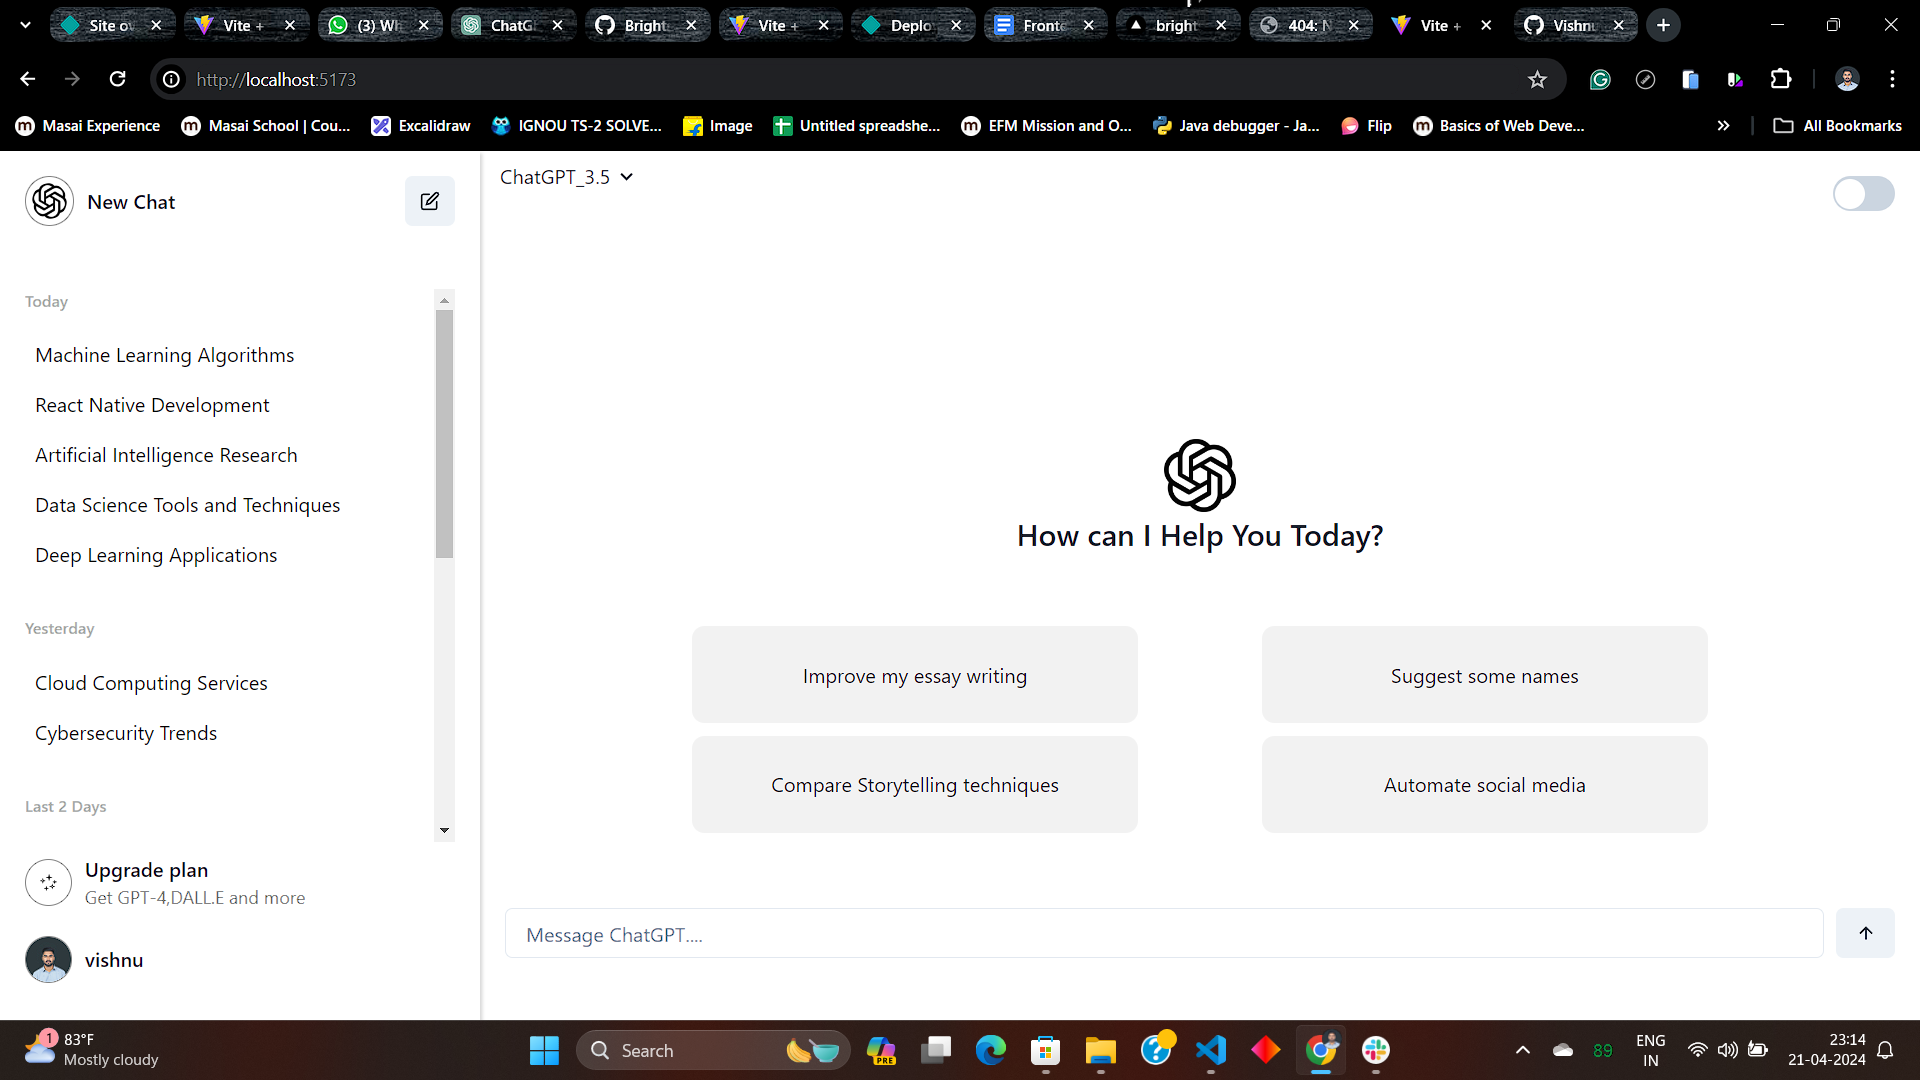 Site ov
Vite +
(3) Wh
ChatG
Bright
Vite +
Deplo
Fronte
bright
404: N
Vite +
Vishnu
http://localhost:5173
Masai Experience
Masai School | Cou...
Excalidraw
IGNOU TS-2 SOLVE...
Image
Untitled spreadshe...
EFM Mission and O...
Java debugger - Ja...
Flip
Basics of Web Deve...
All Bookmarks
New Chat
ChatGPT_3.5
Today
Machine Learning Algorithms
React Native Development
Artificial Intelligence Research
Data Science Tools and Techniques
Deep Learning Applications
Yesterday
Cloud Computing Services
Cybersecurity Trends
Last 2 Days
Upgrade plan
Get GPT-4,DALL.E and more
vishnu
How can I Help You Today?
Improve my essay writing
Suggest some names
Compare Storytelling techniques
Automate social media
Message ChatGPT....
1
83°F
Mostly cloudy
Search
PRE
89
ENG
IN
23:14
21-04-2024